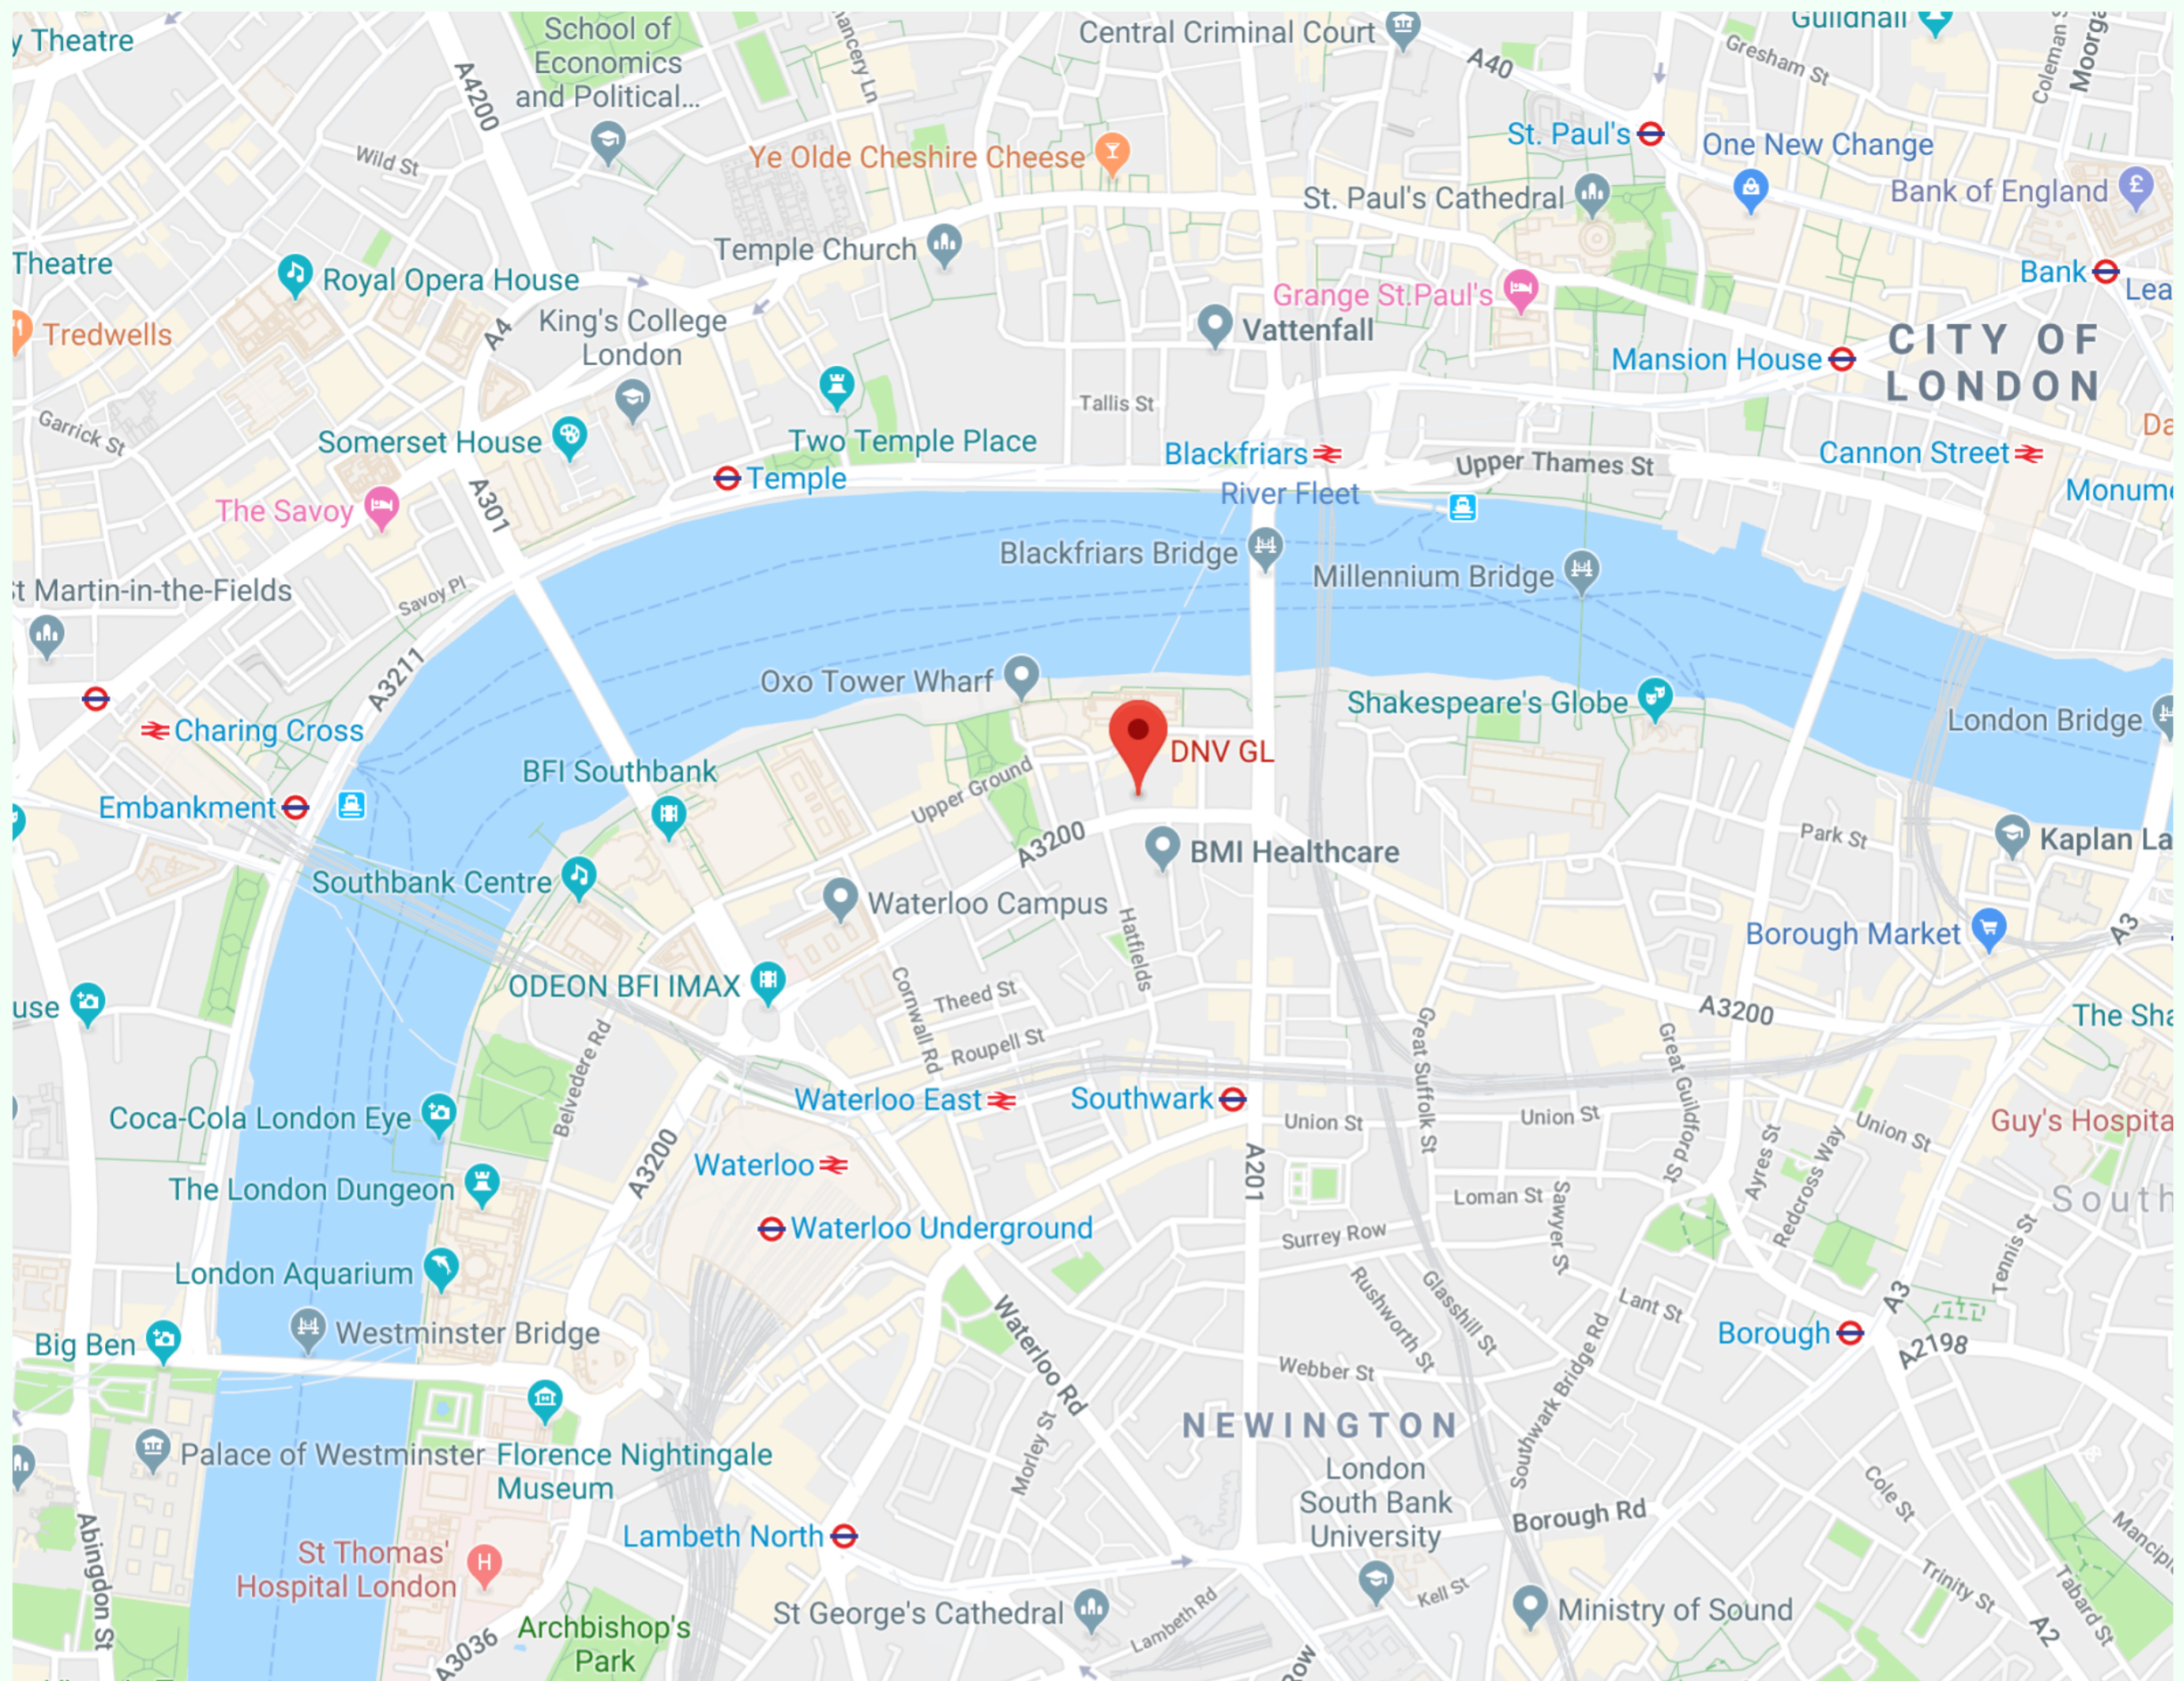 y Theatre
School of
Economics
and Political...
Central Criminal Court
Guildhall
A40
Gresham St
Coleman S
Moorga
A4200
hancery Ln
Wild St
Ye Olde Cheshire Cheese
St. Paul's
One New Change
St. Paul's Cathedral
Bank of England
Temple Church
Theatre
Royal Opera House
Bank
Lea
Grange St.Paul's
Tredwells
A4
King's College
London
Vattenfall
Mansion House
CITY OF
LONDON
Garrick St
Tallis St
Somerset House
Two Temple Place
Da
Temple
Blackfriars
Upper Thames St
Cannon Street
River Fleet
Monume
The Savoy
A301
Blackfriars Bridge
Millennium Bridge
t Martin-in-the-Fields
Savoy Pl
A3211
Oxo Tower Wharf
Shakespeare's Globe
London Bridge
Charing Cross
DNV GL
BFI Southbank
Upper Ground
Embankment
A3200
Park St
Kaplan La
BMI Healthcare
Southbank Centre
Waterloo Campus
Hatfields
Borough Market
A3
ODEON BFI IMAX
Cornwall Rd
Theed St
use
A3200
The Sha
Belvedere Rd
Roupell St
Great Suffolk St
Great Guildford St
Waterloo East
Southwark
Coca-Cola London Eye
Union St
Union St
Union St
Guy's Hospita
A3200
Waterloo
A201
Ayres St
Redcross Way
The London Dungeon
Loman St
Sawyer St
South
Waterloo Underground
Surrey Row
Tennis St
London Aquarium
Rushworth St
Glasshill St
Lant St
A3
Big Ben
Westminster Bridge
Waterloo Rd
Borough
A2198
Webber St
Southwark Bridge Rd
NEWINGTON
Palace of Westminster
Florence Nightingale
Museum
Morley St
London
South Bank
University
Cole St
Borough Rd
Abingdon St
Lambeth North
Mancipl
St Thomas'
Hospital London
Kell St
Trinity St
Tabard St
St George's Cathedral
Lambeth Rd
Ministry of Sound
Archbishop's
Park
A3036
A2
Row